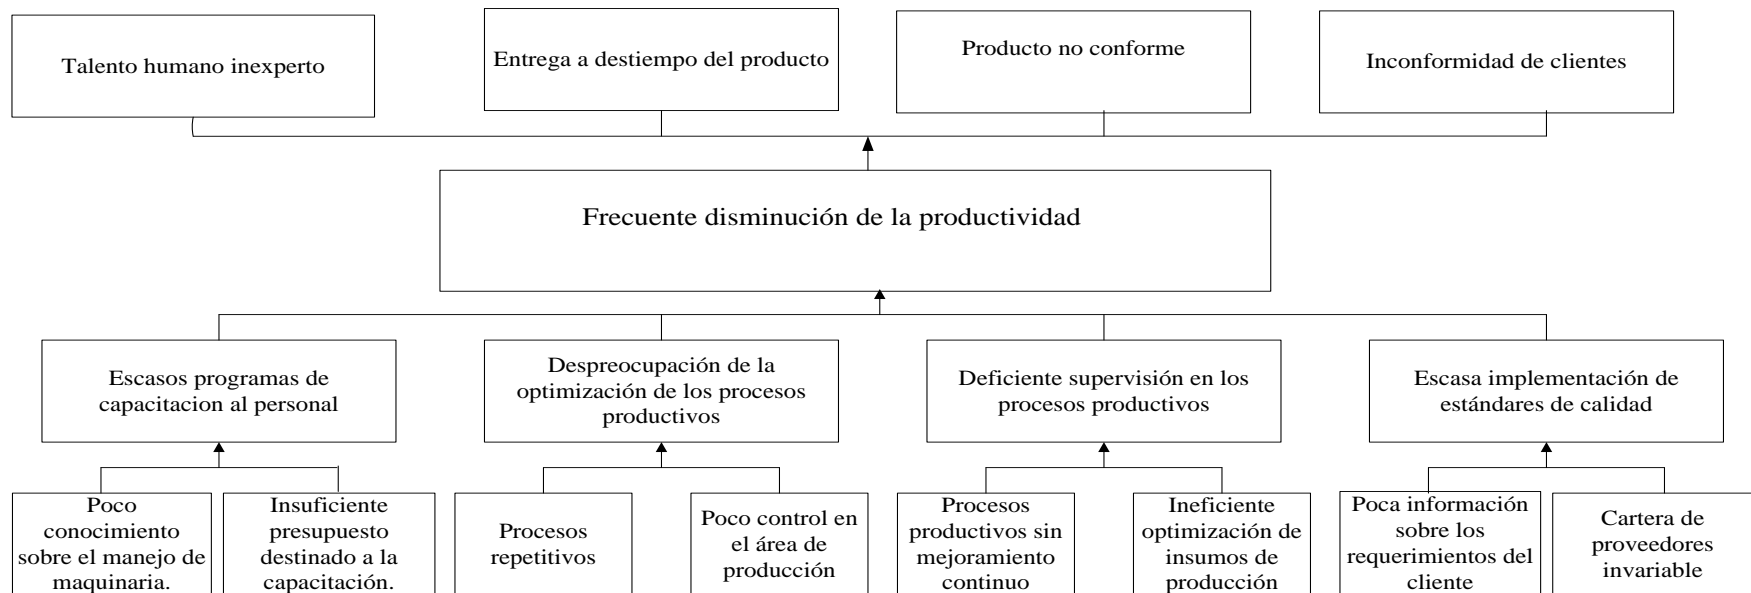 Talento humano inexperto
Entrega a destiempo del producto
Producto no conforme
Inconformidad de clientes
Frecuente disminución de la productividad
Escasos programas de
capacitacion al personal
Despreocupación de la
optimización de los procesos
productivos
Deficiente supervisión en los
procesos productivos
Escasa implementación de
estándares de calidad
Poco
conocimiento
sobre el manejo de
maquinaria.
Insuficiente
presupuesto
destinado a la
capacitación.
Procesos
repetitivos
Poco control en
el área de
producción
Procesos
productivos sin
mejoramiento
continuo
Ineficiente
optimización de
insumos de
producción
Poca información
sobre los
requerimientos del
cliente
Cartera de
proveedores
invariable